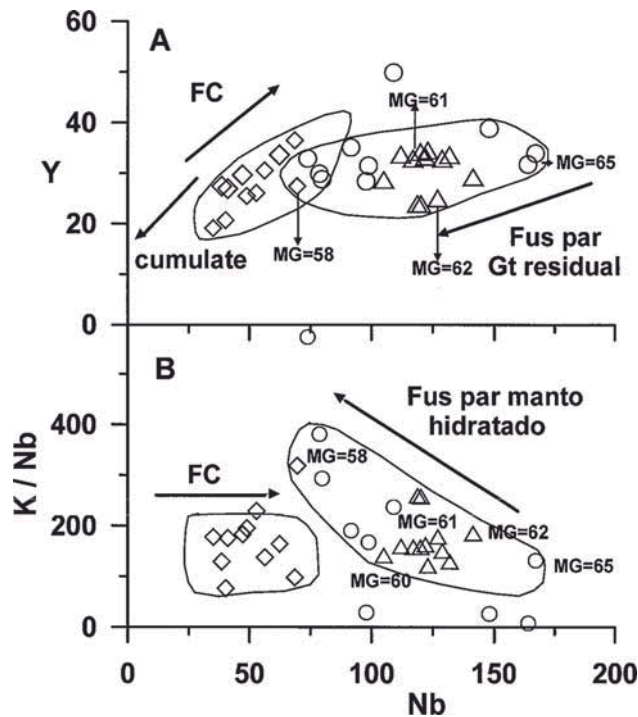 60
A
FC
MG=61
40
Y
MG=65
20
cumulate
MG=58
MG=62
Fus par
Gt residual
0
B
Fus par manto
hidratado
400
K / Nb
FC
MG=58
200
MG=61
MG=62
MG=60
MG=65
0
0
50
100
150
200
Nb